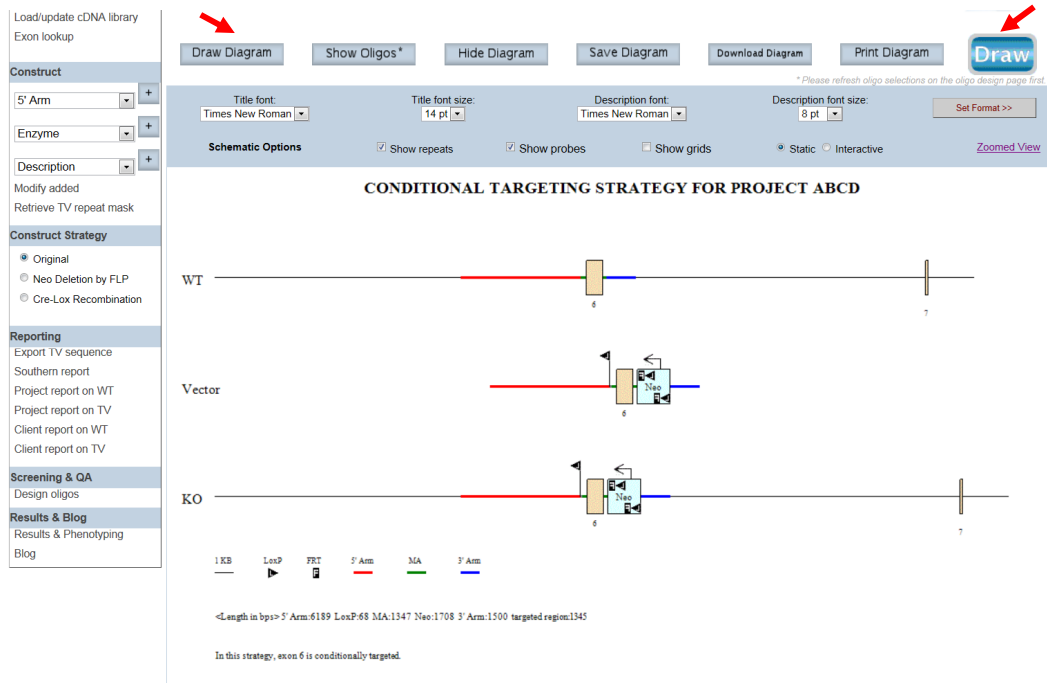 Load/update cDNA library
Exon lookup
Construct
5' Arm
+
Enzyme
+
Description
+
Modify added
Retrieve TV repeat mask
Construct Strategy
Original
Neo Deletion by FLP
Cre-Lox Recombination
Reporting
Export TV sequence
Southern report
Project report on WT
Project report on TV
Client report on WT
Client report on TV
Screening & QA
Design oligos
Results & Blog
Results & Phenotyping
Blog
Draw Diagram Show Oligos* Hide Diagram Save Diagram Download Diagram Print Diagram Draw
* Please refresh oligo selections on the oligo design page first.
Title font: Title font size: Description font: Description font size:
Times New Roman 14 pt Times New Roman 8 pt Set Format >>
Schematic Options Show repeats Show probes Show grids Static Interactive Zoomed View
CONDITIONAL TARGETING STRATEGY FOR PROJECT ABCD
WT
6
7
Vector
F L
Neo
F L
6
KO
F L
Neo
F L
6
7
1 KB LoxP FRT 5' Arm MA 3' Arm
L F
<Length in bps> 5' Arm:6189 LoxP:68 MA:1347 Neo:1708 3' Arm:1500 targeted region:1345
In this strategy, exon 6 is conditionally targeted.